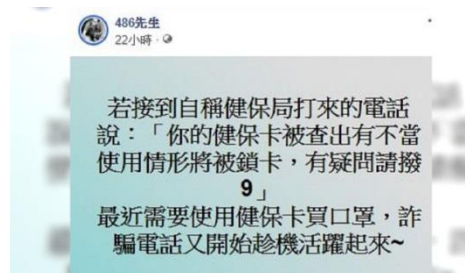 486先生
22小時 ·
若接到自稱健保局打來的電話
說：「你的健保卡被查出有不當
使用情形將被鎖卡，有疑問請撥
9」
最近需要使用健保卡買口罩，詐
騙電話又開始趁機活躍起來~